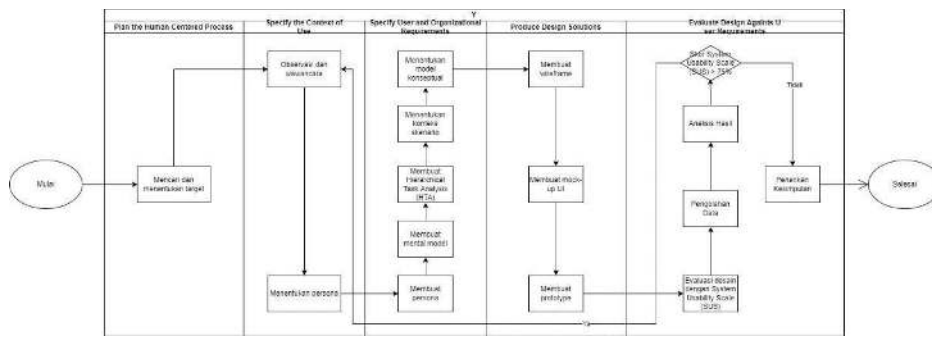 Y
Plan the Human Centered Process
Specify the Context of
Use
Specify User and Organizational
Requirements
Produce Design Solutions
Evaluate Design Againts U
ser Requirements
Mulai
Mencari dan
menentukan target
Observasi dan
wawancara
Menentukan persona
Menentukan
model
konseptual
Menentukan
konteks
skenario
Membuat
Hierarchical
Task Analysis
(HTA)
Membuat
mental model
Membuat
persona
Membuat
wireframe
Membuat mock-
up UI
Membuat
prototype
Skor System
Usability Scale
(SUS) > 75%
Tidak
Analisis Hasil
Pengolahan
Data
Evaluasi desain
dengan System
Usability Scale
(SUS)
Ya
Penarikan
Kesimpulan
Selesai